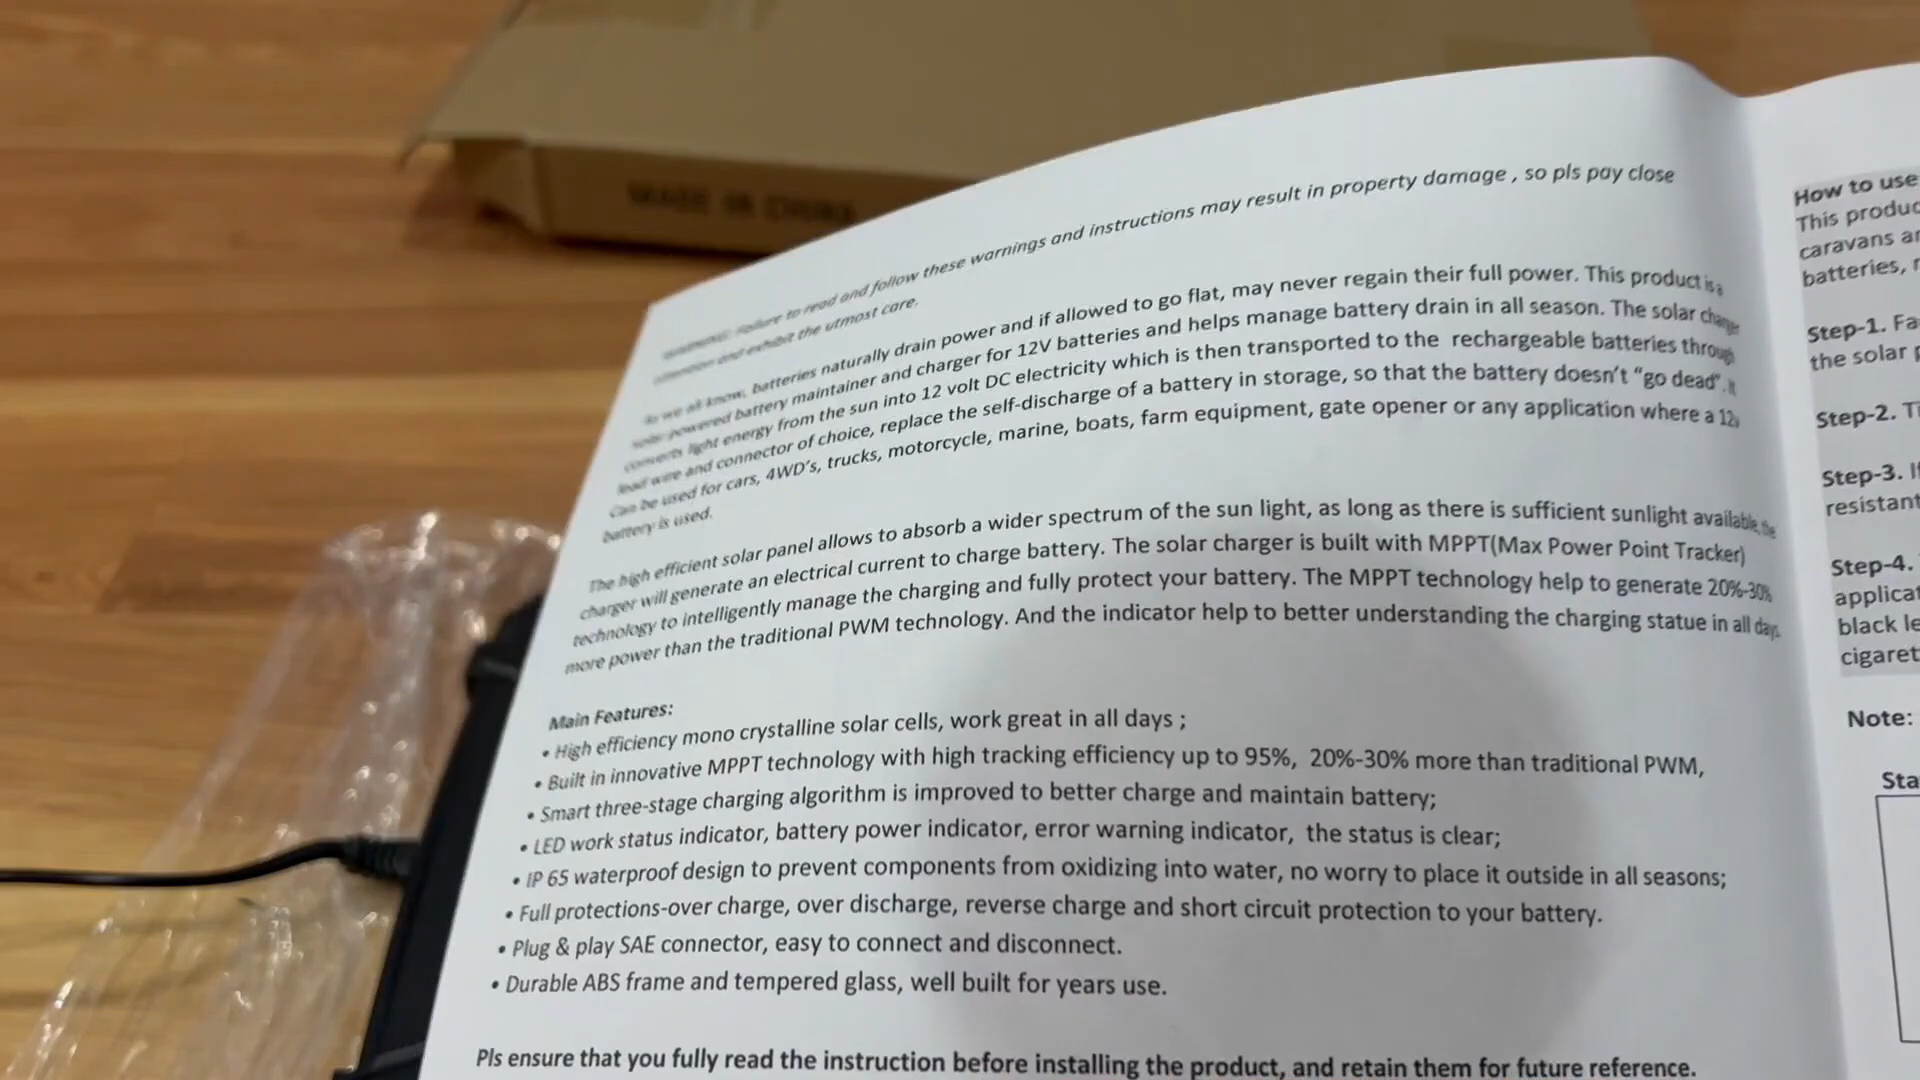 MADE IN CHINA
WARNING: Failure to read and follow these warnings and instructions may result in property damage , so pls pay close
attention and exhibit the utmost care.
As we all know, batteries naturally drain power and if allowed to go flat, may never regain their full power. This product is a
solar powered battery maintainer and charger for 12V batteries and helps manage battery drain in all season. The solar charger
converts light energy from the sun into 12 volt DC electricity which is then transported to the rechargeable batteries through
lead wire and connector of choice, replace the self-discharge of a battery in storage, so that the battery doesn't “go dead”. It
Can be used for cars, 4WD's, trucks, motorcycle, marine, boats, farm equipment, gate opener or any application where a 12v
battery is used.
The high efficient solar panel allows to absorb a wider spectrum of the sun light, as long as there is sufficient sunlight available, the
charger will generate an electrical current to charge battery. The solar charger is built with MPPT(Max Power Point Tracker)
technology to intelligently manage the charging and fully protect your battery. The MPPT technology help to generate 20%-30%
more power than the traditional PWM technology. And the indicator help to better understanding the charging statue in all days.
Main Features:
• High efficiency mono crystalline solar cells, work great in all days ;
• Built in innovative MPPT technology with high tracking efficiency up to 95%, 20%-30% more than traditional PWM,
• Smart three-stage charging algorithm is improved to better charge and maintain battery;
• LED work status indicator, battery power indicator, error warning indicator, the status is clear;
• IP 65 waterproof design to prevent components from oxidizing into water, no worry to place it outside in all seasons;
• Full protections-over charge, over discharge, reverse charge and short circuit protection to your battery.
• Plug & play SAE connector, easy to connect and disconnect.
• Durable ABS frame and tempered glass, well built for years use.
Pls ensure that you fully read the instruction before installing the product, and retain them for future reference.
How to use
This produc
caravans
batteries,
Step-1. Fa
the solar
Step-2.
Step-3.
resistant
Step-4.
applicat
black le
cigaret
Note:
Sta